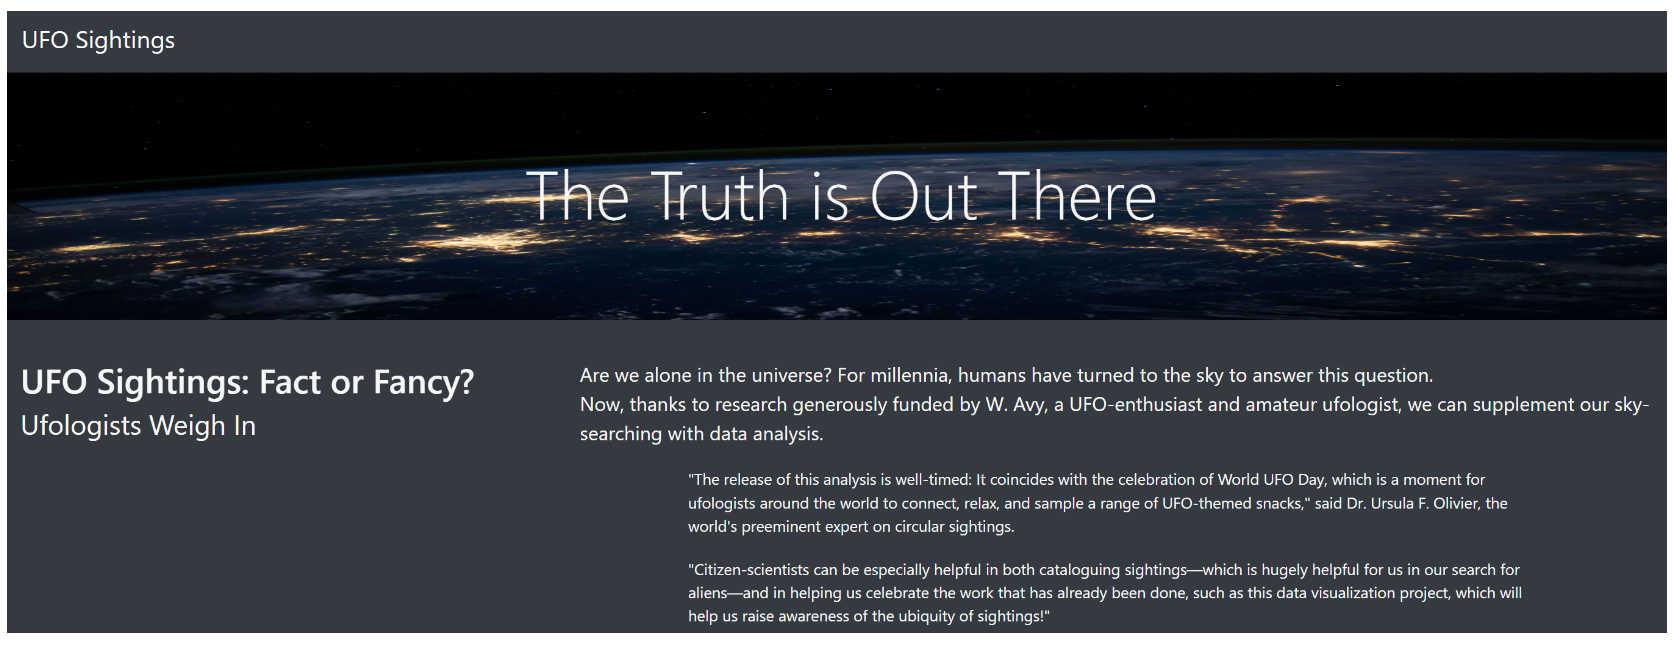 UFO Sightings
The Truth is Out There
UFO Sightings: Fact or Fancy?
Ufologists Weigh In
Are we alone in the universe? For millennia, humans have turned to the sky to answer this question.
Now, thanks to research generously funded by W. Avy, a UFO-enthusiast and amateur ufologist, we can supplement our sky-
searching with data analysis.
"The release of this analysis is well-timed: It coincides with the celebration of World UFO Day, which is a moment for
ufologists around the world to connect, relax, and sample a range of UFO-themed snacks," said Dr. Ursula F. Olivier, the
world's preeminent expert on circular sightings.
"Citizen-scientists can be especially helpful in both cataloguing sightings—which is hugely helpful for us in our search for
aliens—and in helping us celebrate the work that has already been done, such as this data visualization project, which will
help us raise awareness of the ubiquity of sightings!"